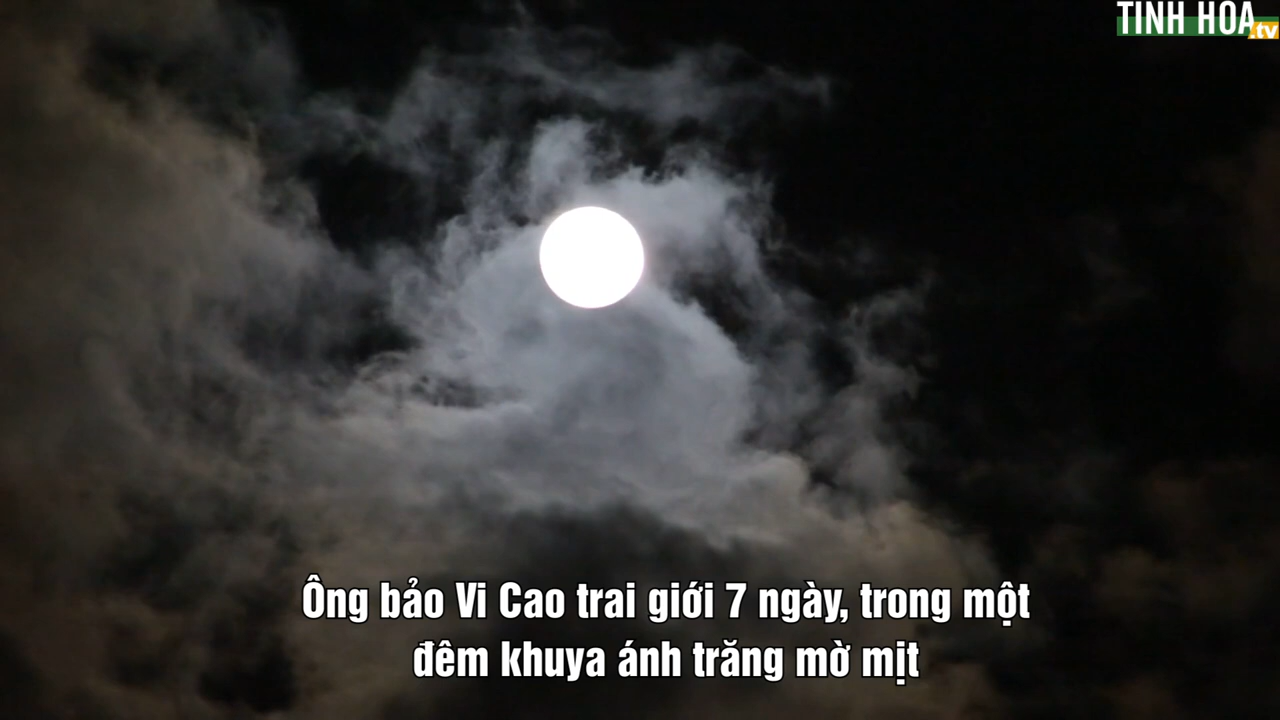 TINH HOA
.tv
Ông bảo Vi Cao trai giới 7 ngày, trong một
đêm khuya ánh trăng mờ mịt